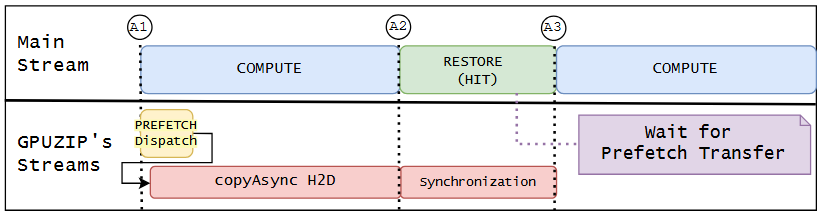 A1
A2
A3
Main
Stream
COMPUTE
RESTORE
(HIT)
COMPUTE
GPUZIP's
Streams
PREFETCH
Dispatch
copyAsync H2D
Synchronization
Wait for
Prefetch Transfer